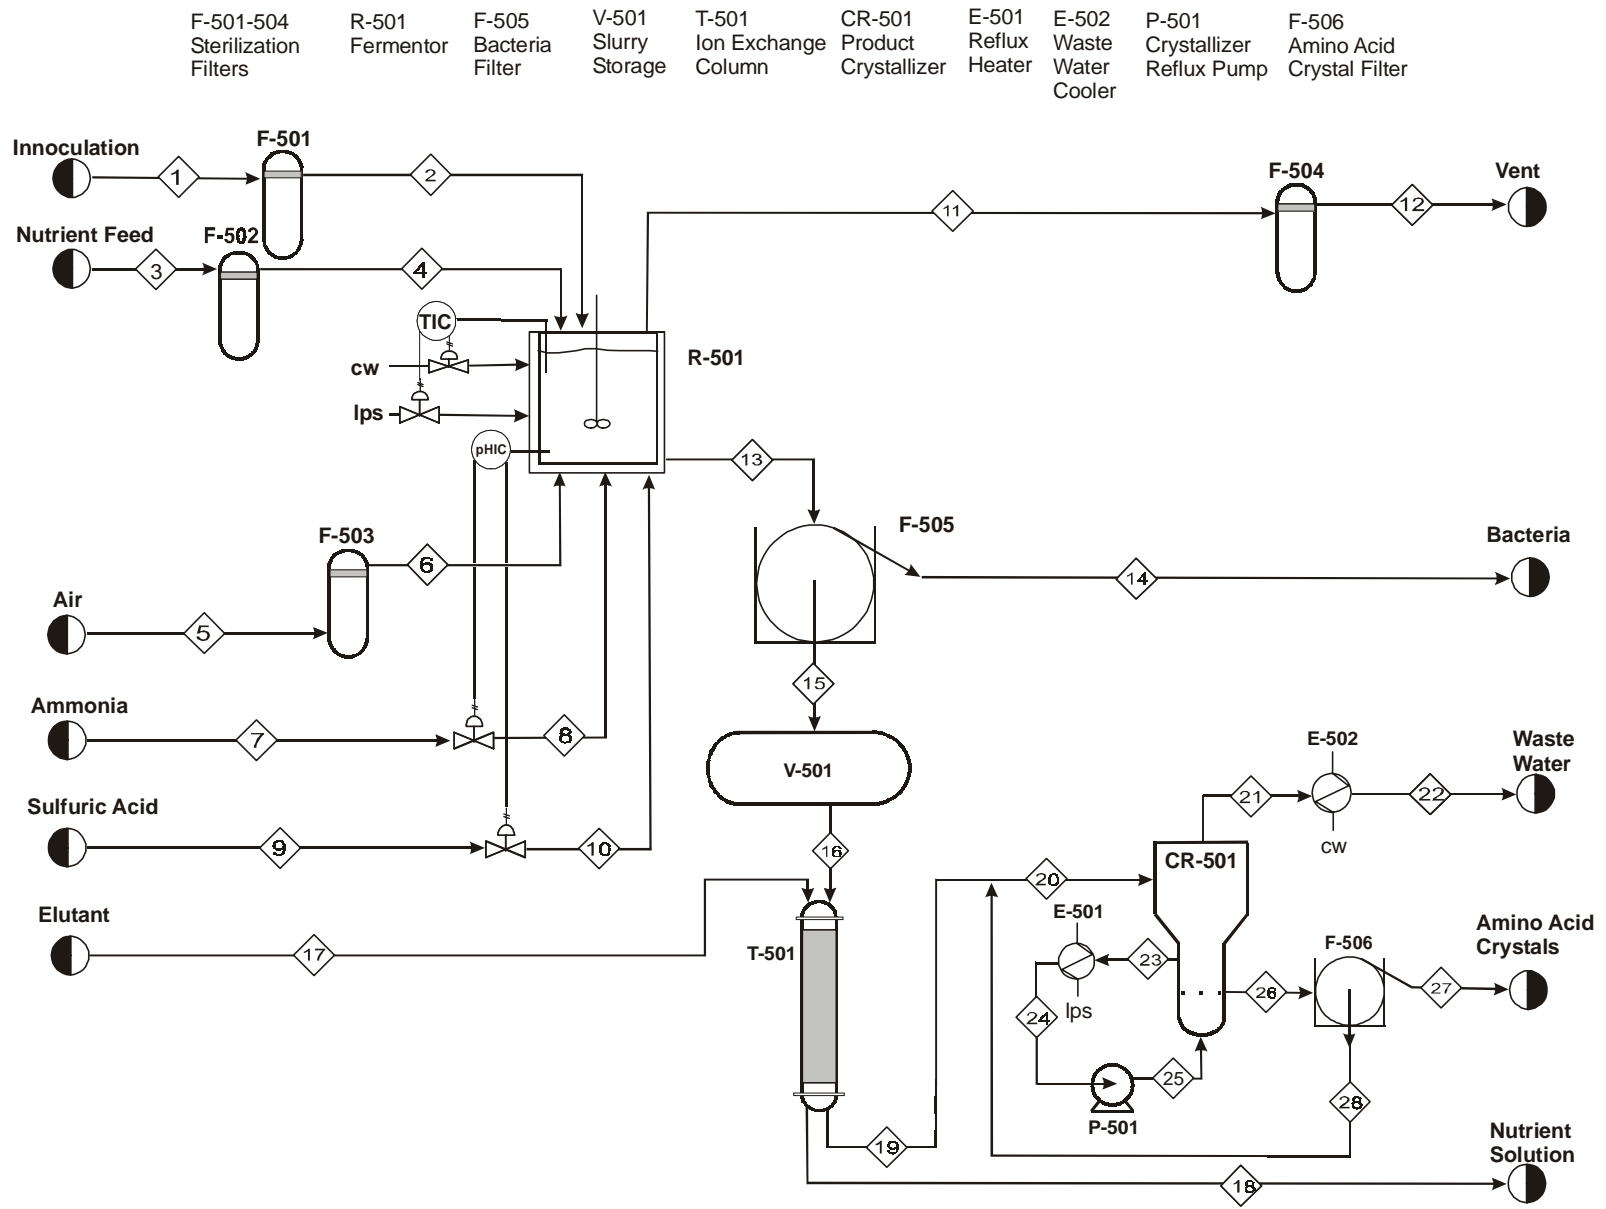 F-501-504
Sterilization
Filters
R-501
Fermentor
F-505
Bacteria
Filter
V-501
Slurry
Storage
T-501
Ion Exchange
Column
CR-501
Product
Crystallizer
E-501
Reflux
Heater
E-502
Waste
Water
Cooler
P-501
Crystallizer
Reflux Pump
F-506
Amino Acid
Crystal Filter
Innoculation
1
F-501
2
Nutrient Feed
3
F-502
4
11
F-504
12
Vent
TIC
cw
lps
R-501
pHIC
13
F-505
14
Bacteria
F-503
6
Air
5
15
Ammonia
7
8
V-501
E-502
21
22
cw
Waste
Water
Sulfuric Acid
9
10
16
20
CR-501
Elutant
17
T-501
E-501
23
lps
24
25
P-501
26
F-506
27
Amino Acid
Crystals
28
19
18
Nutrient
Solution